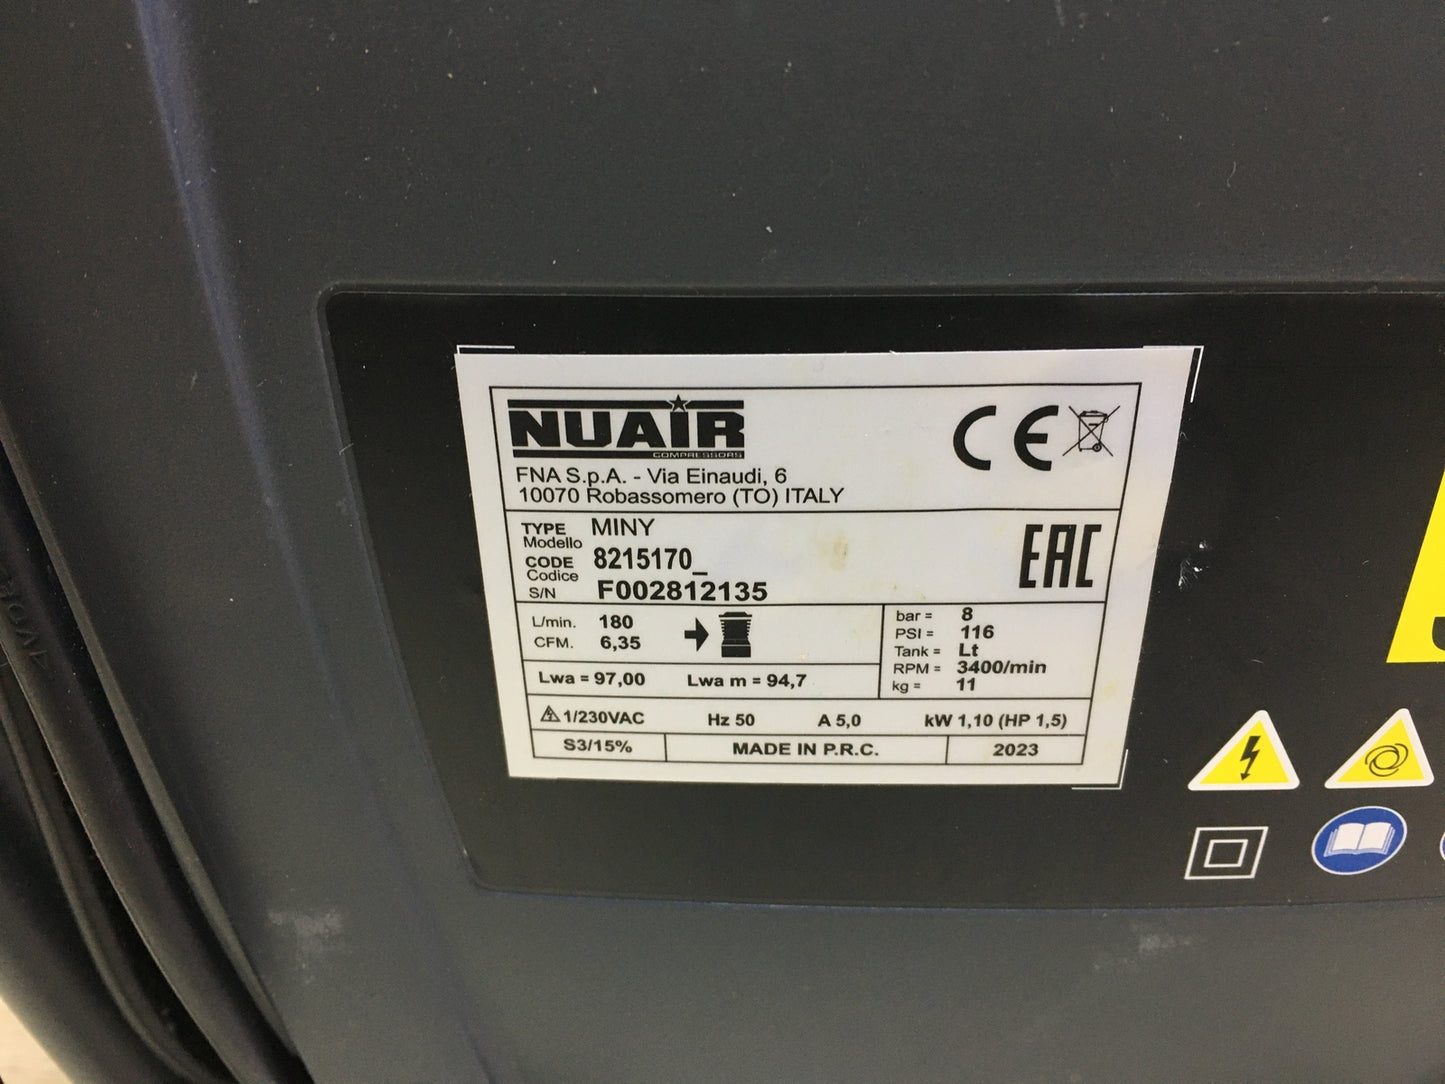 NUAIR
COMPRESSORS
CE
FNA S.p.A. - Via Einaudi, 6
10070 Robassomero (TO) ITALY
TYPE MINY
Modello
CODE 8215170_
Codice
S/N F002812135
EAC
L/min. 180
CFM. 6,35
bar = 8
PSI = 116
Tank = Lt
RPM = 3400/min
kg = 11
Lwa = 97,00 Lwa m = 94,7
1/230VAC Hz 50 A 5,0 kW 1,10 (HP 1,5)
S3/15% MADE IN P.R.C. 2023